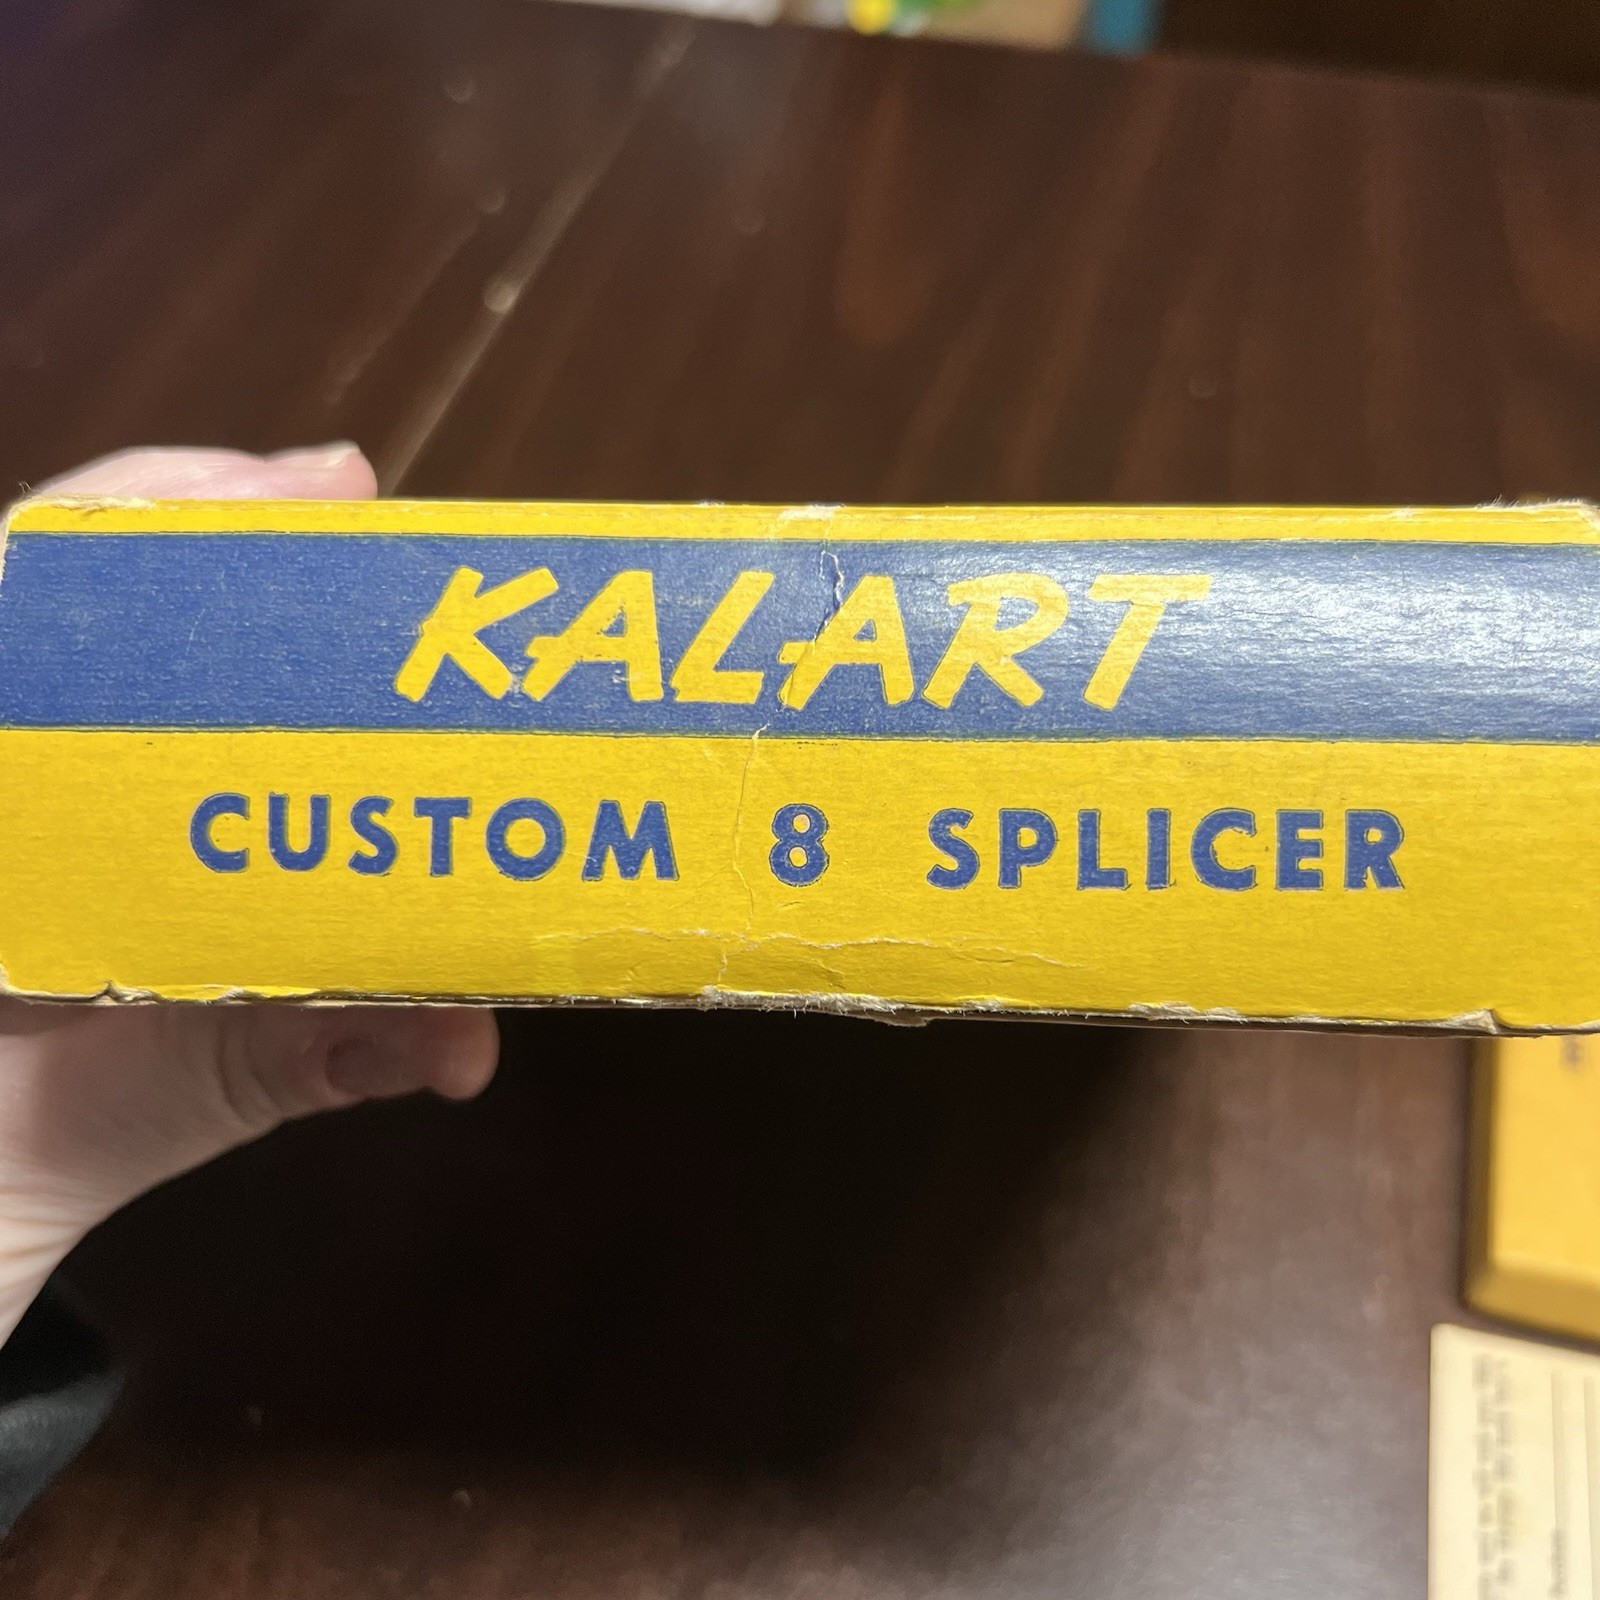 KALART
CUSTOM 8 SPLICER